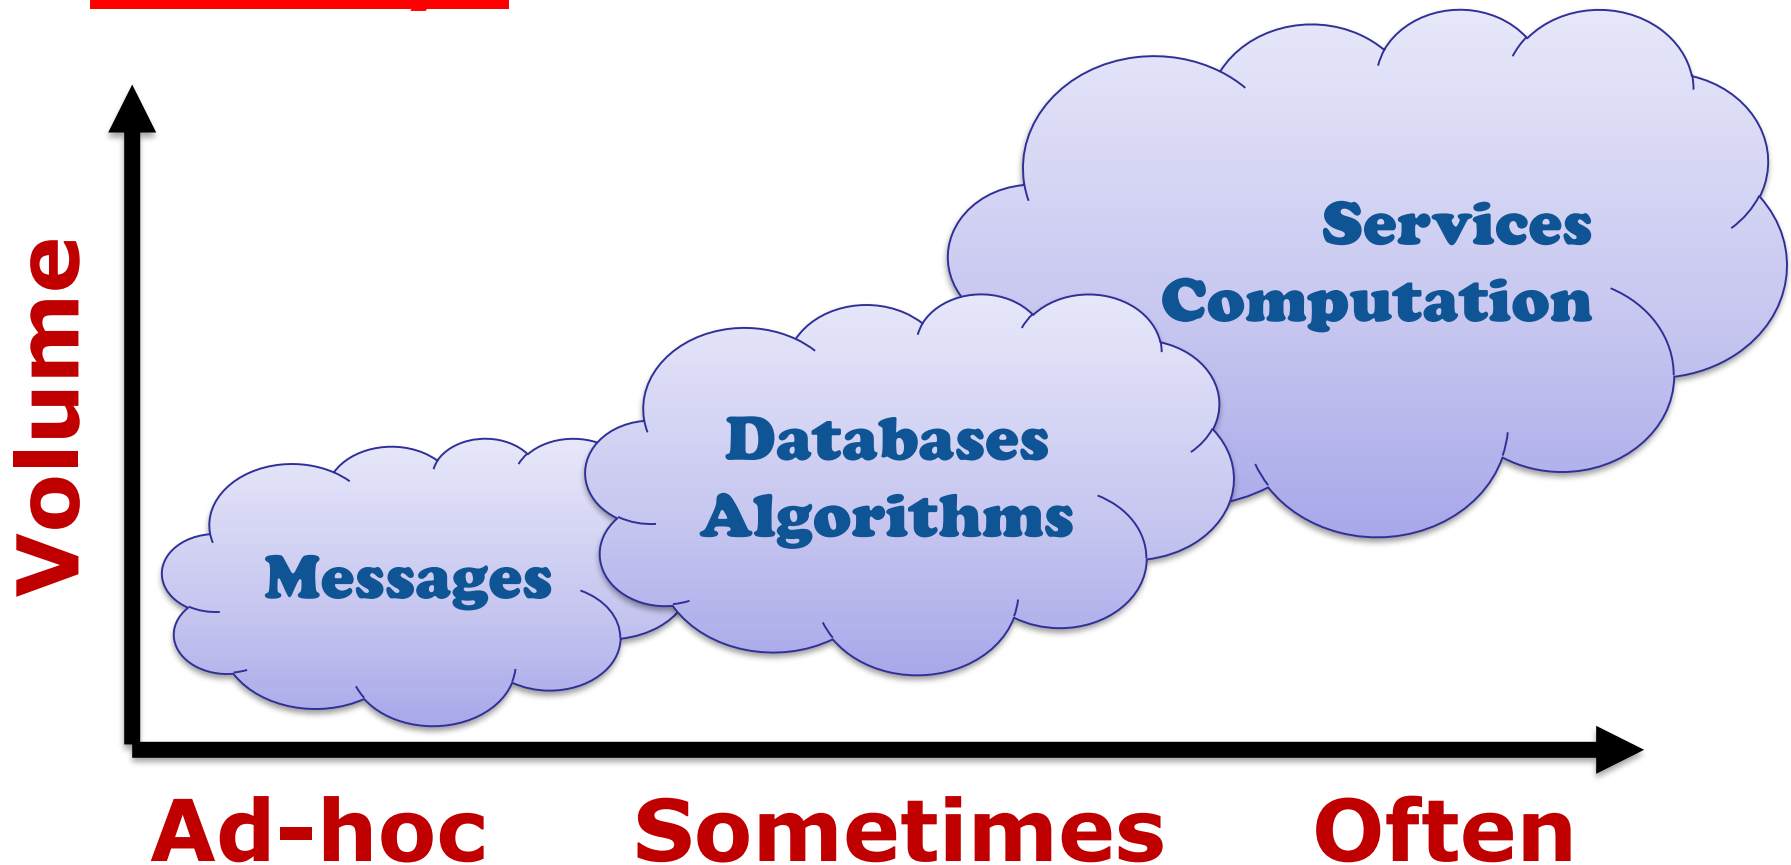 Volume
Services
Computation
Databases
Algorithms
Messages
Ad-hoc
Sometimes
Often